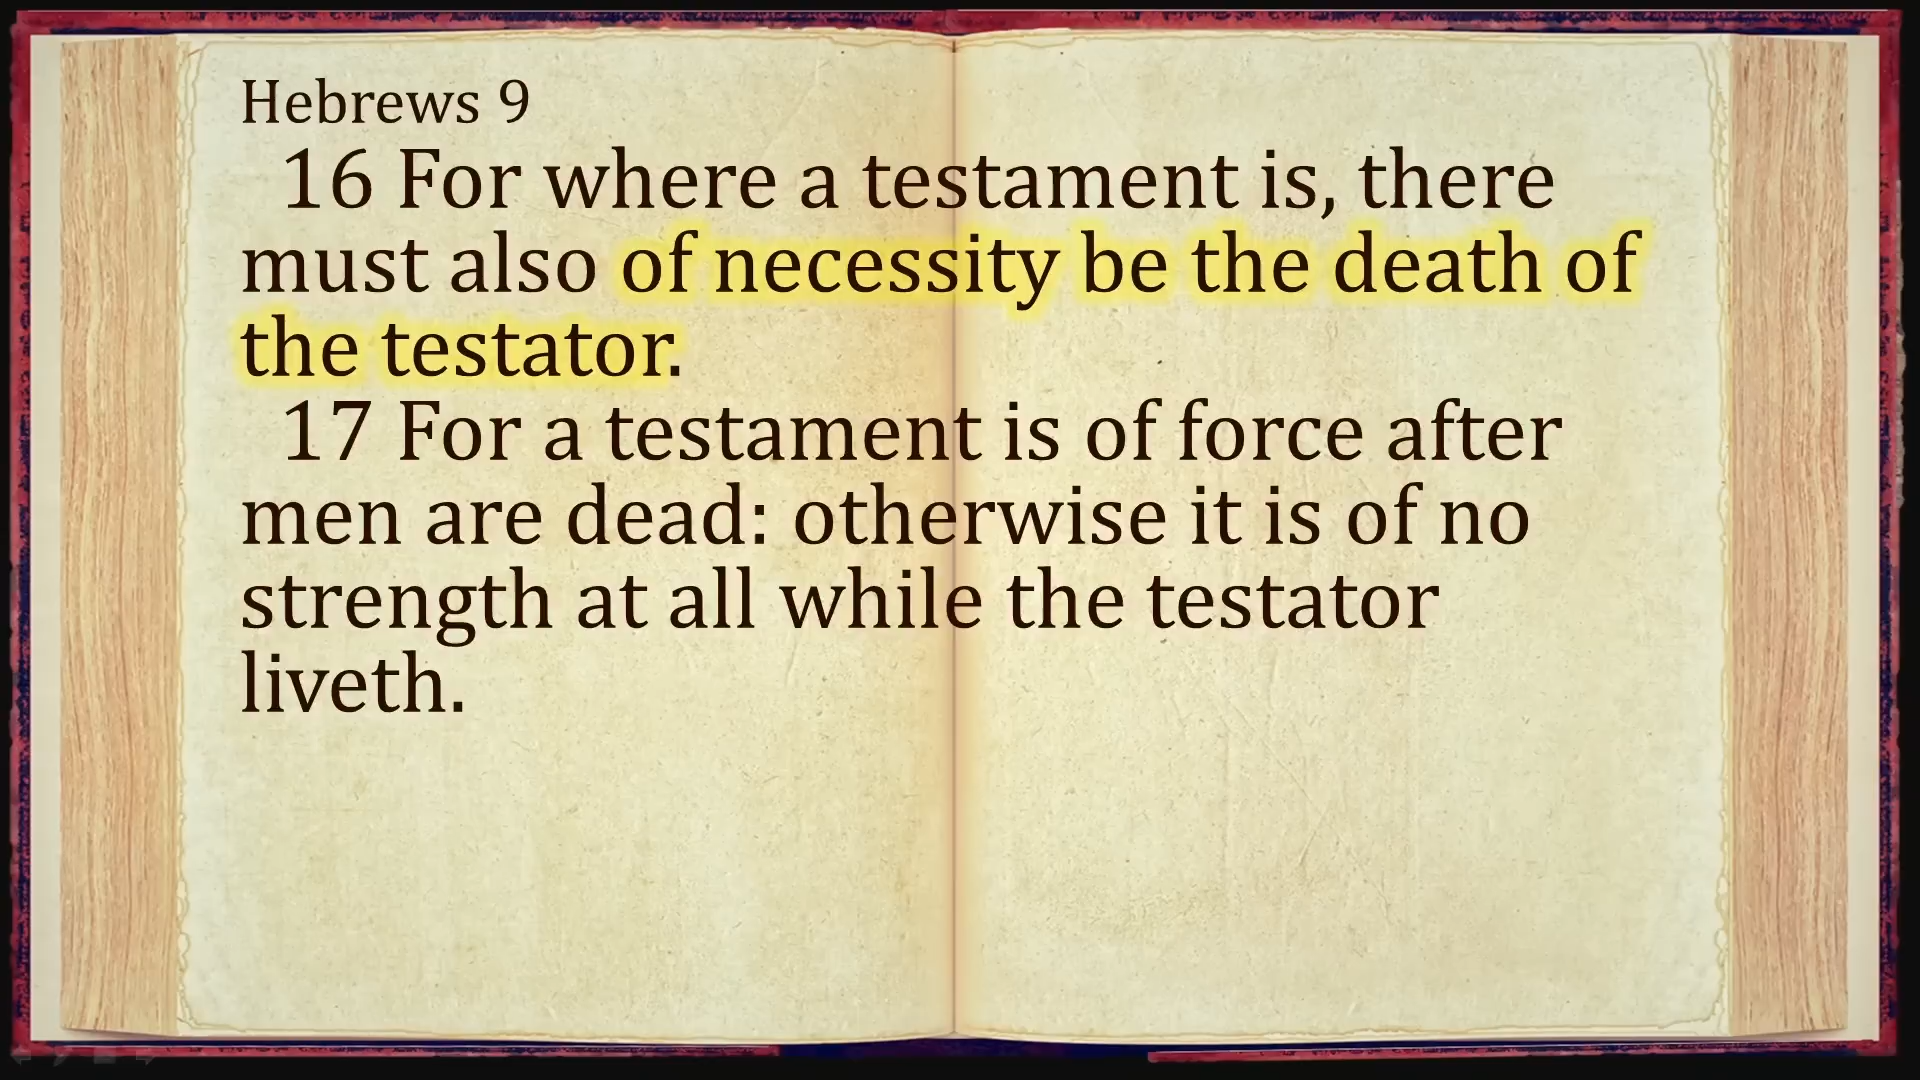 Hebrews 9
16 For where a testament is, there
must also of necessity be the death of
the testator.
17 For a testament is of force after
men are dead: otherwise it is of no
strength at all while the testator
liveth.